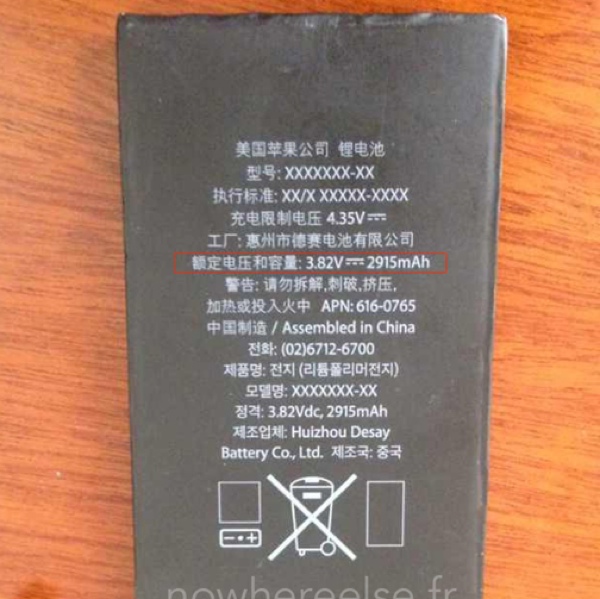 美国苹果公司 锂电池
型号: XXXXXXX-XX
执行标准: XX/X XXXXX-XXXX
充电限制电压 4.35V⎓
工厂: 惠州市德赛电池有限公司
额定电压和容量: 3.82V⎓2915mAh
警告: 请勿拆解,刺破,挤压,
加热或投入火中 APN: 616-0765
中国制造 / Assembled in China
전화: (02)6712-6700
제품명: 전지 (리튬폴리머전지)
모델명: XXXXXXX-XX
정격: 3.82Vdc, 2915mAh
제조업체: Huizhou Desay
Battery Co., Ltd. 제조국: 중국
nowhereelse.fr